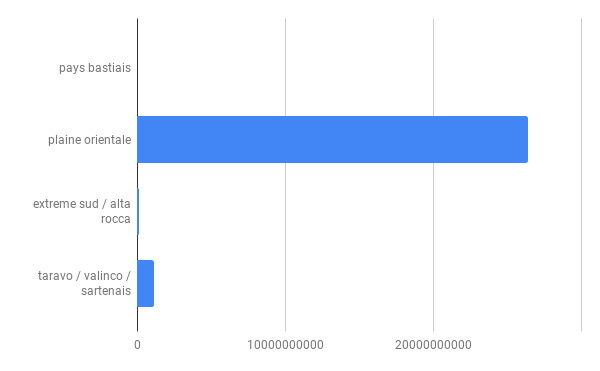 pays bastiais
plaine orientale
extreme sud / alta
rocca
taravo / valinco /
sartenais
0
10000000000
20000000000